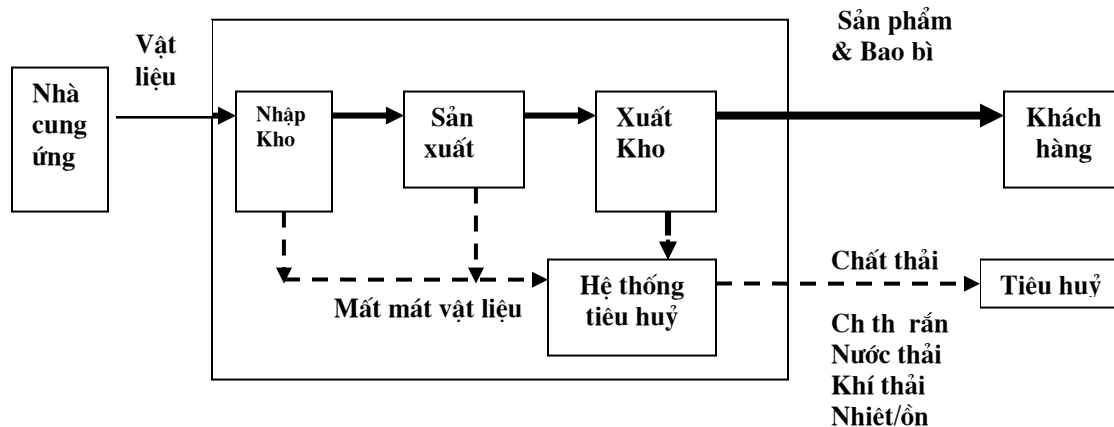 Sản phẩm
& Bao bì
Vật
liệu
Nhà
cung
ứng
Nhập
Kho
Sản
xuất
Xuất
Kho
Khách
hàng
Hệ thống
tiêu huỷ
Chất thải
Tiêu huỷ
Mất mát vật liệu
Ch th rắn
Nước thải
Khí thải
Nhiêt/ồn